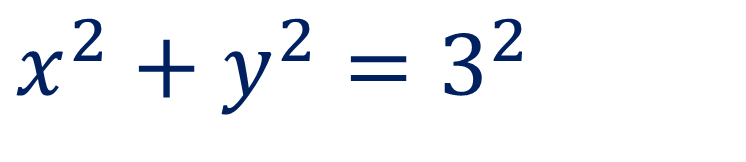 x² + y² = 3²